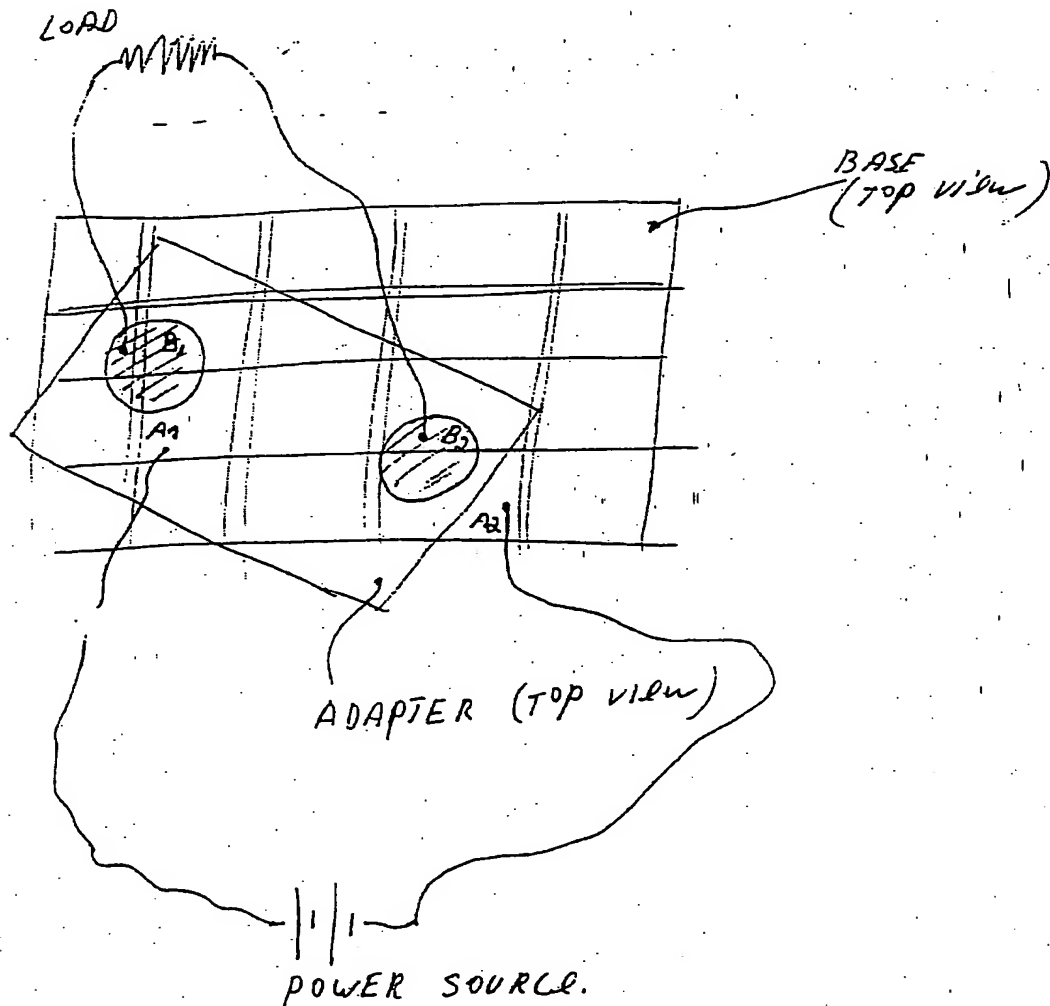 LOAD
BASE
(TOP VIEW)
B1
A1
B2
A2
ADAPTER (TOP VIEW)
POWER SOURCE.